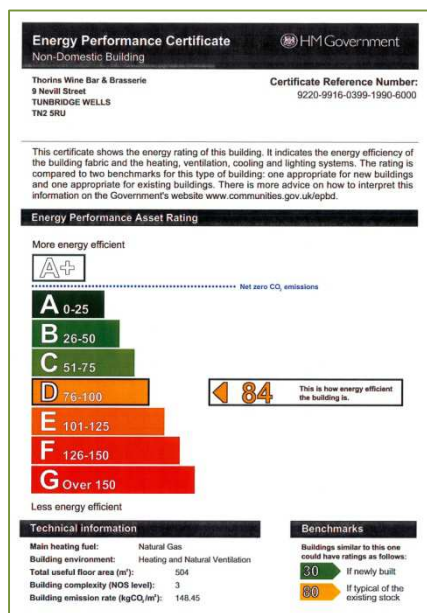 Energy Performance Certificate
HM Government
Non-Domestic Building
Thorins Wine Bar & Brasserie
9 Nevill Street
TUNBRIDGE WELLS
TN2 5RU
Certificate Reference Number:
9220-9916-0399-1990-6000
This certificate shows the energy rating of this building. It indicates the energy efficiency of
the building fabric and the heating, ventilation, cooling and lighting systems. The rating is
compared to two benchmarks for this type of building: one appropriate for new buildings
and one appropriate for existing buildings. There is more advice on how to interpret this
information on the Government's website www.communities.gov.uk/epbd.
Energy Performance Asset Rating
More energy efficient
A+
Net zero CO₂ emissions
A 0-25
B 26-50
C 51-75
D 76-100
84
This is how energy efficient
the building is.
E 101-125
F 126-150
G Over 150
Less energy efficient
Technical information
Main heating fuel: Natural Gas
Building environment: Heating and Natural Ventilation
Total useful floor area (m²): 504
Building complexity (NOS level): 3
Building emission rate (kgCO₂/m²): 148.45
Benchmarks
Buildings similar to this one
could have ratings as follows:
30 If newly built
80 If typical of the
existing stock